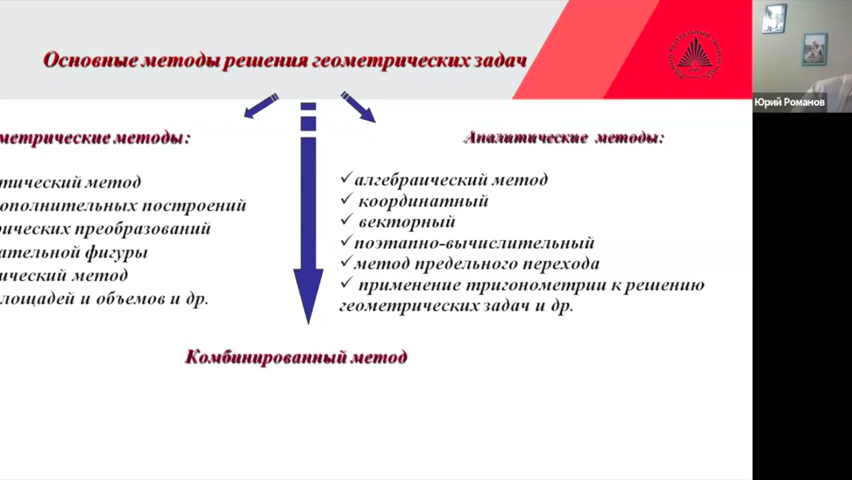 Основные методы решения геометрических задач
Юрий Романов
метрические методы:
тический метод
ополнительных построений
рических преобразований
ательной фигуры
ический метод
лощадей и объемов и др.
Аналитические методы:
алгебраический метод
координатный
векторный
поэтапно-вычислительный
метод предельного перехода
применение тригонометрии к решению
геометрических задач и др.
Комбинированный метод